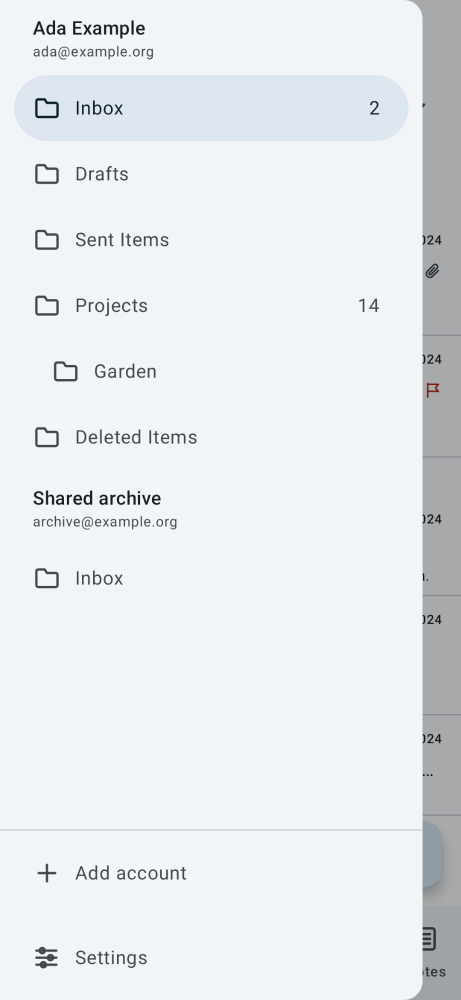 Ada Example
ada@example.org
Inbox 2
Drafts
Sent Items
Projects 14
Garden
Deleted Items
Shared archive
archive@example.org
Inbox
Add account
Settings